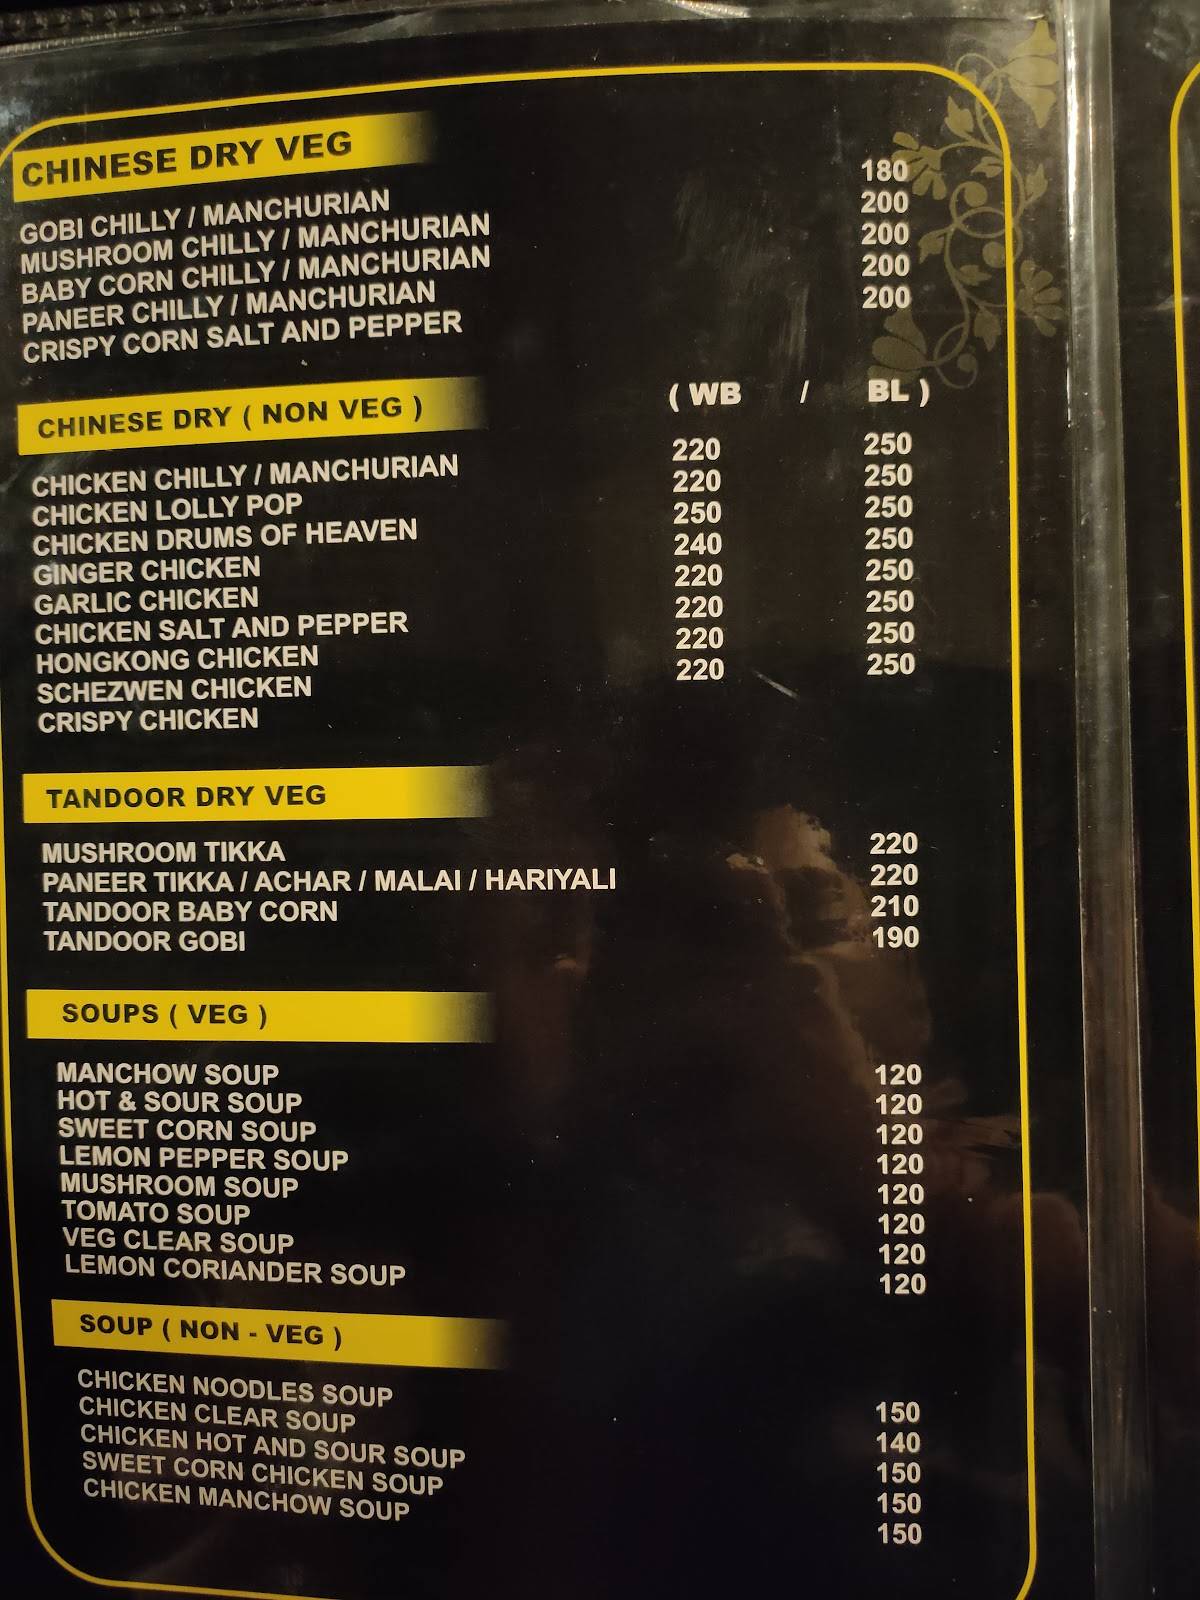 CHINESE DRY VEG
GOBI CHILLY / MANCHURIAN 180
MUSHROOM CHILLY / MANCHURIAN 200
BABY CORN CHILLY / MANCHURIAN 200
PANEER CHILLY / MANCHURIAN 200
CRISPY CORN SALT AND PEPPER 200
CHINESE DRY ( NON VEG ) ( WB / BL )
CHICKEN CHILLY / MANCHURIAN 220 250
CHICKEN LOLLY POP 220 250
CHICKEN DRUMS OF HEAVEN 250 250
GINGER CHICKEN 240 250
GARLIC CHICKEN 220 250
CHICKEN SALT AND PEPPER 220 250
HONGKONG CHICKEN 220 250
SCHEZWEN CHICKEN 220 250
CRISPY CHICKEN
TANDOOR DRY VEG
MUSHROOM TIKKA 220
PANEER TIKKA / ACHAR / MALAI / HARIYALI 220
TANDOOR BABY CORN 210
TANDOOR GOBI 190
SOUPS ( VEG )
MANCHOW SOUP 120
HOT & SOUR SOUP 120
SWEET CORN SOUP 120
LEMON PEPPER SOUP 120
MUSHROOM SOUP 120
TOMATO SOUP 120
VEG CLEAR SOUP 120
LEMON CORIANDER SOUP 120
SOUP ( NON - VEG )
CHICKEN NOODLES SOUP 150
CHICKEN CLEAR SOUP 140
CHICKEN HOT AND SOUR SOUP 150
SWEET CORN CHICKEN SOUP 150
CHICKEN MANCHOW SOUP 150